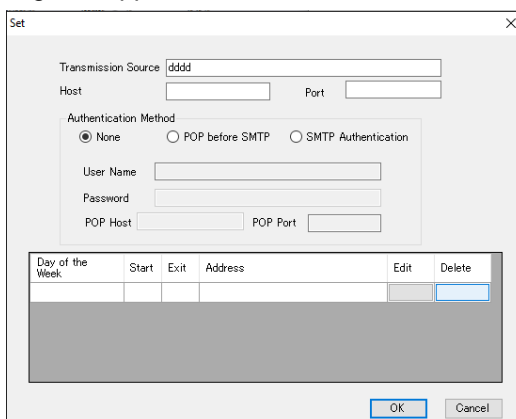 Set
Transmission Source dddd
Host Port
Authentication Method
None POP before SMTP SMTP Authentication
User Name
Password
POP Host POP Port
Day of the Week Start Exit Address Edit Delete
OK Cancel